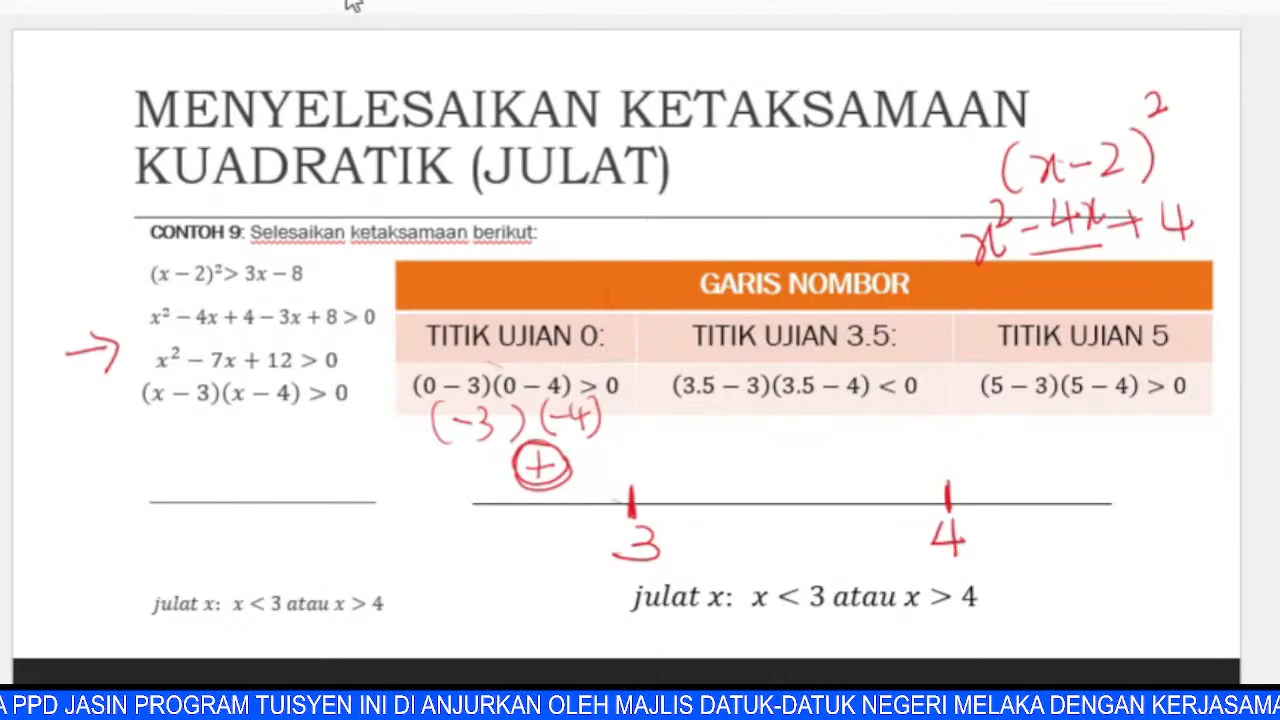 MENYELESAIKAN KETAKSAMAAN
KUADRATIK (JULAT)
(x-2)²
x² - 4x + 4
CONTOH 9: Selesaikan ketaksamaan berikut:
(x − 2)² > 3x − 8
x² − 4x + 4 − 3x + 8 > 0
→ x² − 7x + 12 > 0
(x − 3)(x − 4) > 0
GARIS NOMBOR
TITIK UJIAN 0: TITIK UJIAN 3.5: TITIK UJIAN 5
(0 − 3)(0 − 4) > 0 (3.5 − 3)(3.5 − 4) < 0 (5 − 3)(5 − 4) > 0
(-3) (-4)
+
3 4
julat x: x < 3 atau x > 4
julat x: x < 3 atau x > 4
A PPD JASIN PROGRAM TUISYEN INI DI ANJURKAN OLEH MAJLIS DATUK-DATUK NEGERI MELAKA DENGAN KERJASAMA